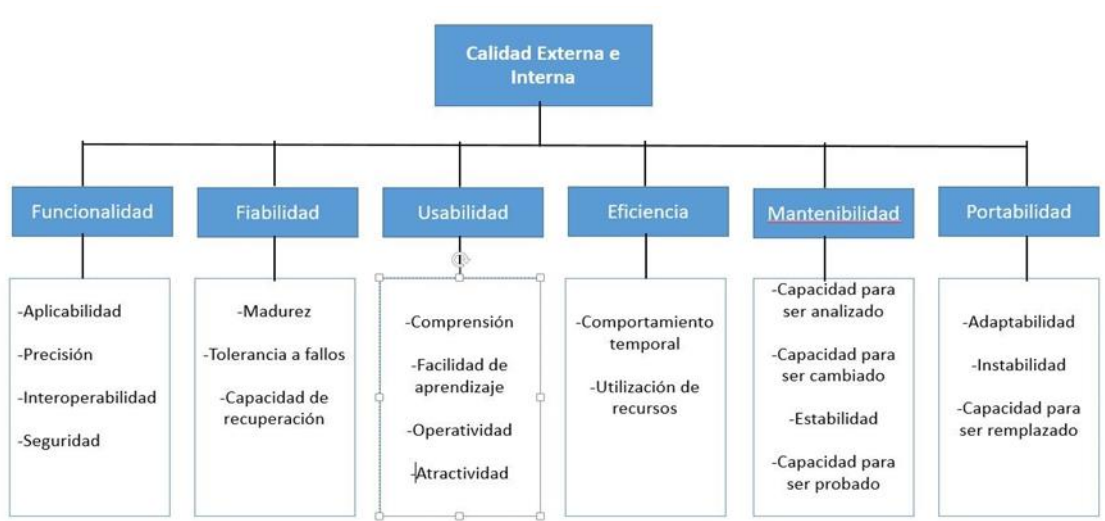 Calidad Externa e
Interna
Funcionalidad
Fiabilidad
Usabilidad
Eficiencia
Mantenibilidad
Portabilidad
-Aplicabilidad
-Precisión
-Interoperabilidad
-Seguridad
-Madurez
-Tolerancia a fallos
-Capacidad de
recuperación
-Comprensión
-Facilidad de
aprendizaje
-Operatividad
-Atractividad
-Comportamiento
temporal
-Utilización de
recursos
-Capacidad para
ser analizado
-Capacidad para
ser cambiado
-Estabilidad
-Capacidad para
ser probado
-Adaptabilidad
-Instabilidad
-Capacidad para
ser remplazado